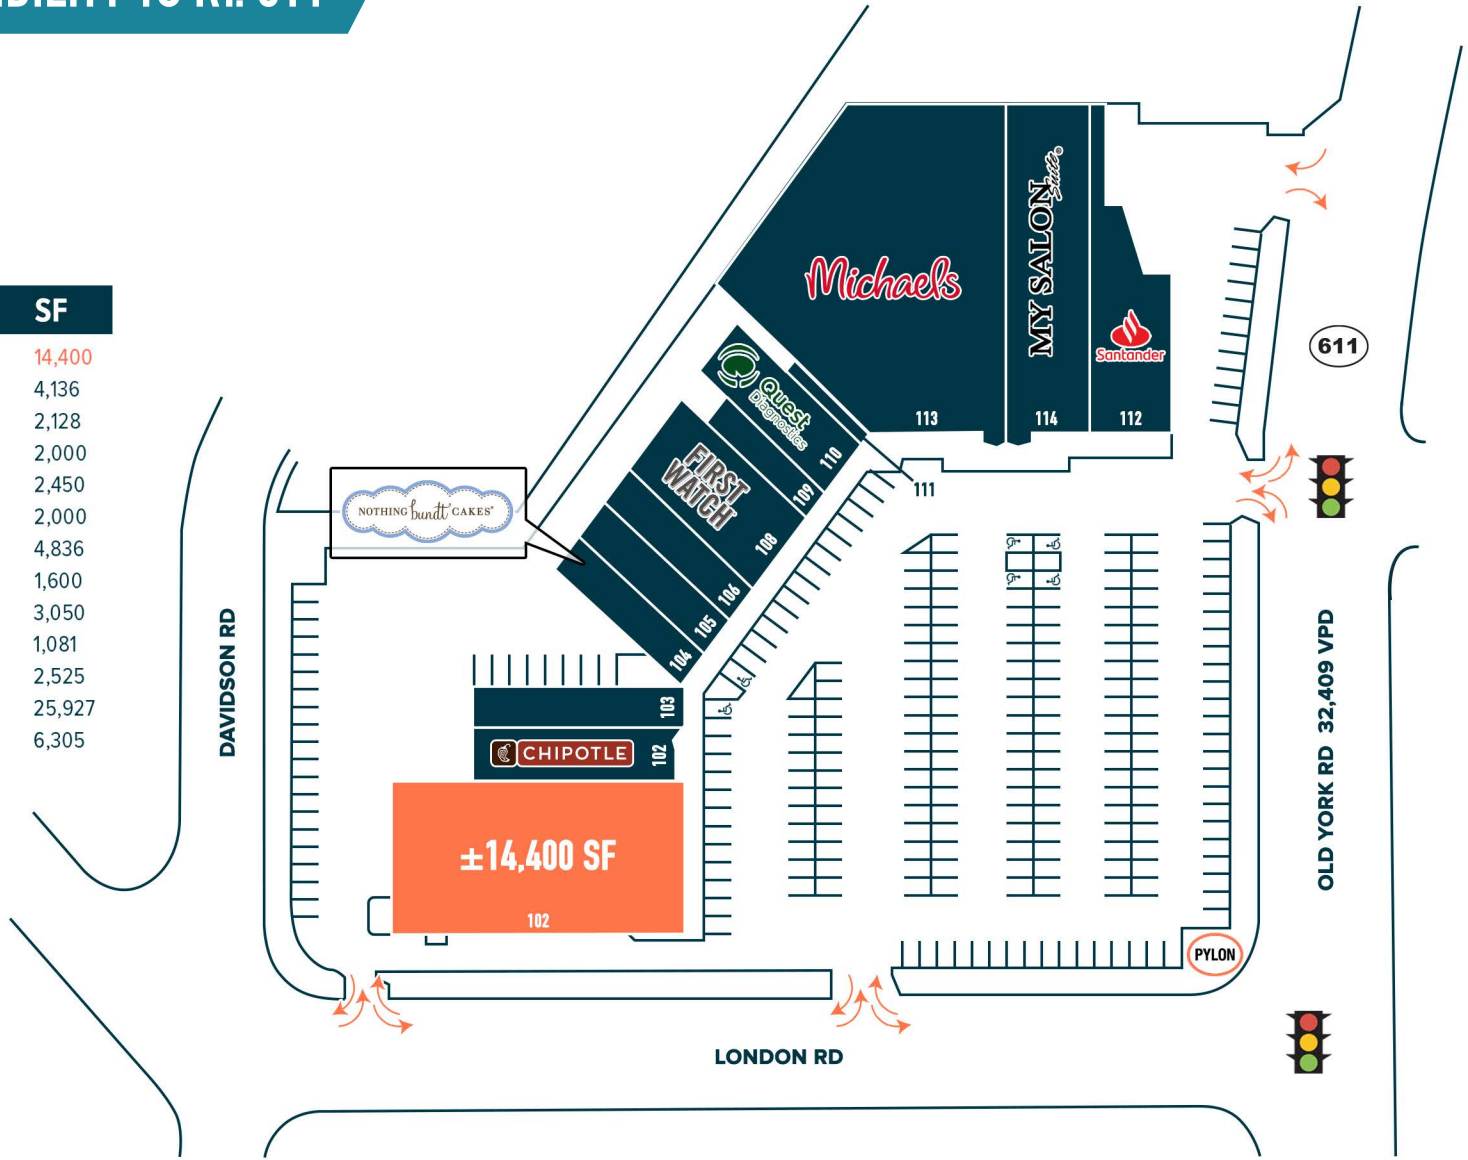 RT. 611
SF
14,400
4,136
2,128
2,000
2,450
2,000
4,836
1,600
3,050
1,081
2,525
25,927
6,305
Michaels
113
MY SALON Suite®
114
Santander
112
611
Quest
Diagnostics
110
111
109
FIRST
WATCH
108
106
105
104
NOTHING bundt CAKES®
103
CHIPOTLE
102
±14,400 SF
102
DAVIDSON RD
OLD YORK RD 32,409 VPD
PYLON
LONDON RD